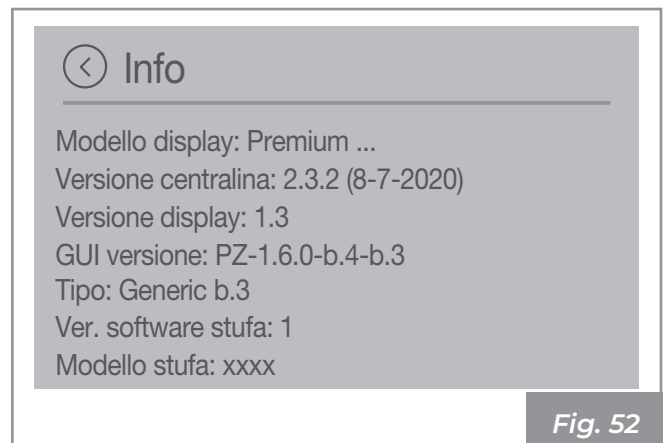 Info
Modello display: Premium ...
Versione centralina: 2.3.2 (8-7-2020)
Versione display: 1.3
GUI versione: PZ-1.6.0-b.4-b.3
Tipo: Generic b.3
Ver. software stufa: 1
Modello stufa: xxxx
Fig. 52